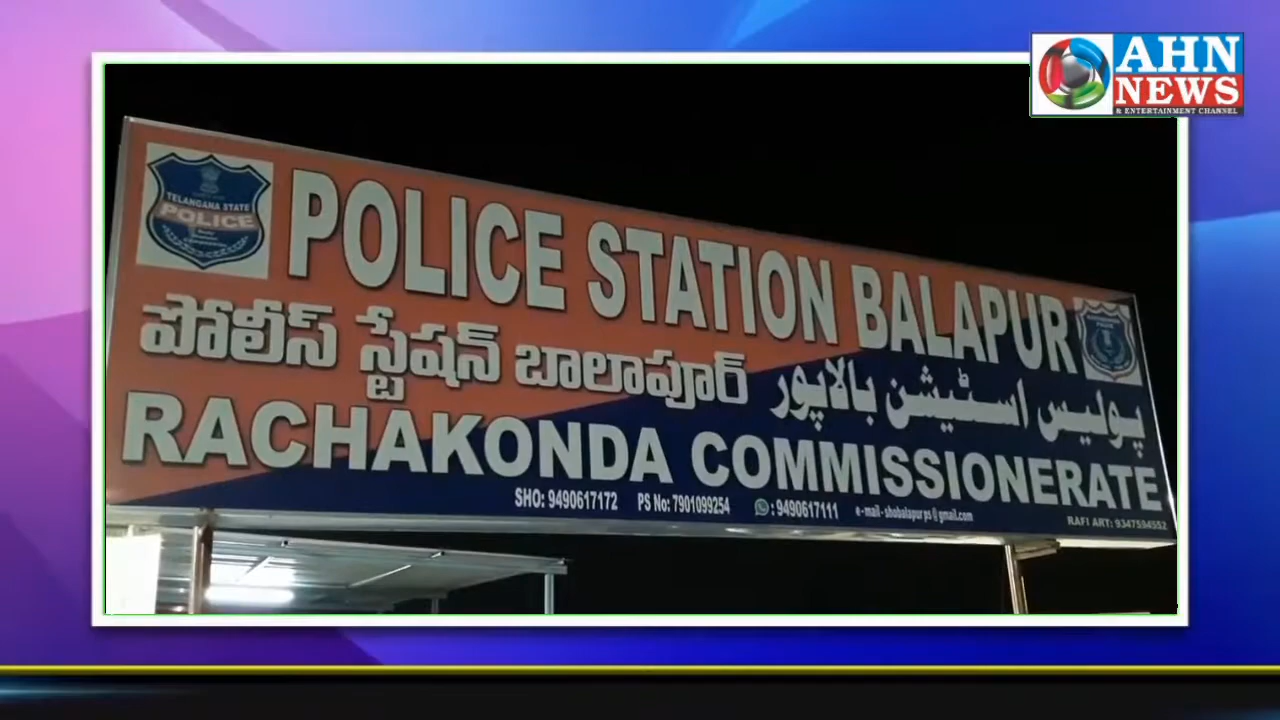 AHN
NEWS
& ENTERTAINMENT CHANNEL
TELANGANA STATE
POLICE
POLICE STATION BALAPUR
పోలీస్ స్టేషన్ బాలాపూర్
پولیس اسٹیشن بالاپور
RACHAKONDA COMMISSIONERATE
SHO: 9490617172 PS No: 7901099254 : 9490617111 e-mail- shobalapurps@gmail.com
RAFI ART: 9347594552